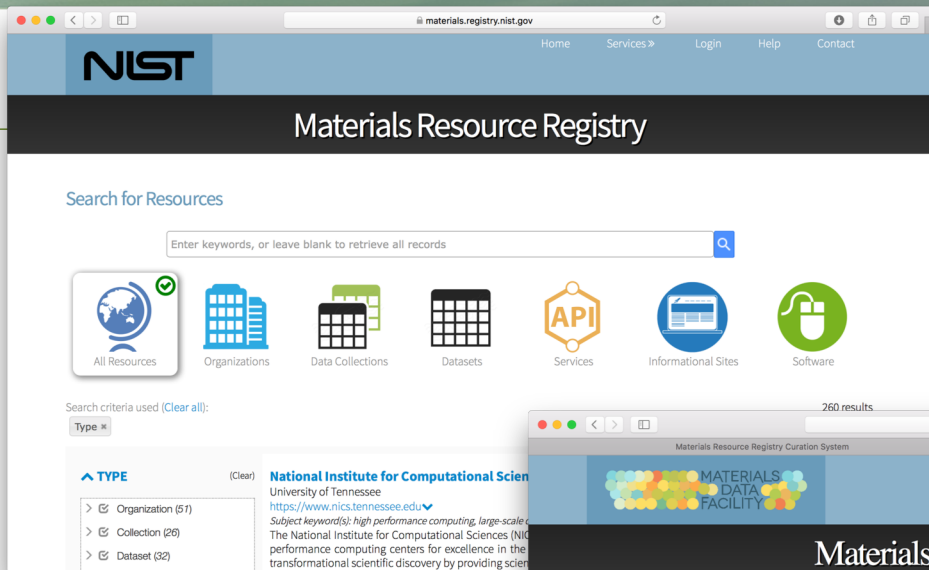 materials.registry.nist.gov
Home Services » Login Help Contact
NIST
Materials Resource Registry
Search for Resources
Enter keywords, or leave blank to retrieve all records
API
All Resources Organizations Data Collections Datasets Services Informational Sites Software
Search criteria used (Clear all):
260 results
Type ×
TYPE (Clear)
Organization (51)
Collection (26)
Dataset (32)
National Institute for Computational Scien
University of Tennessee
https://www.nics.tennessee.edu
Subject keyword(s): high performance computing, large-scale
The National Institute for Computational Sciences (NIC
performance computing centers for excellence in the
transformational scientific discovery by providing scien
Materials Resource Registry Curation System
MATERIALS
DATA
FACILITY
Materials